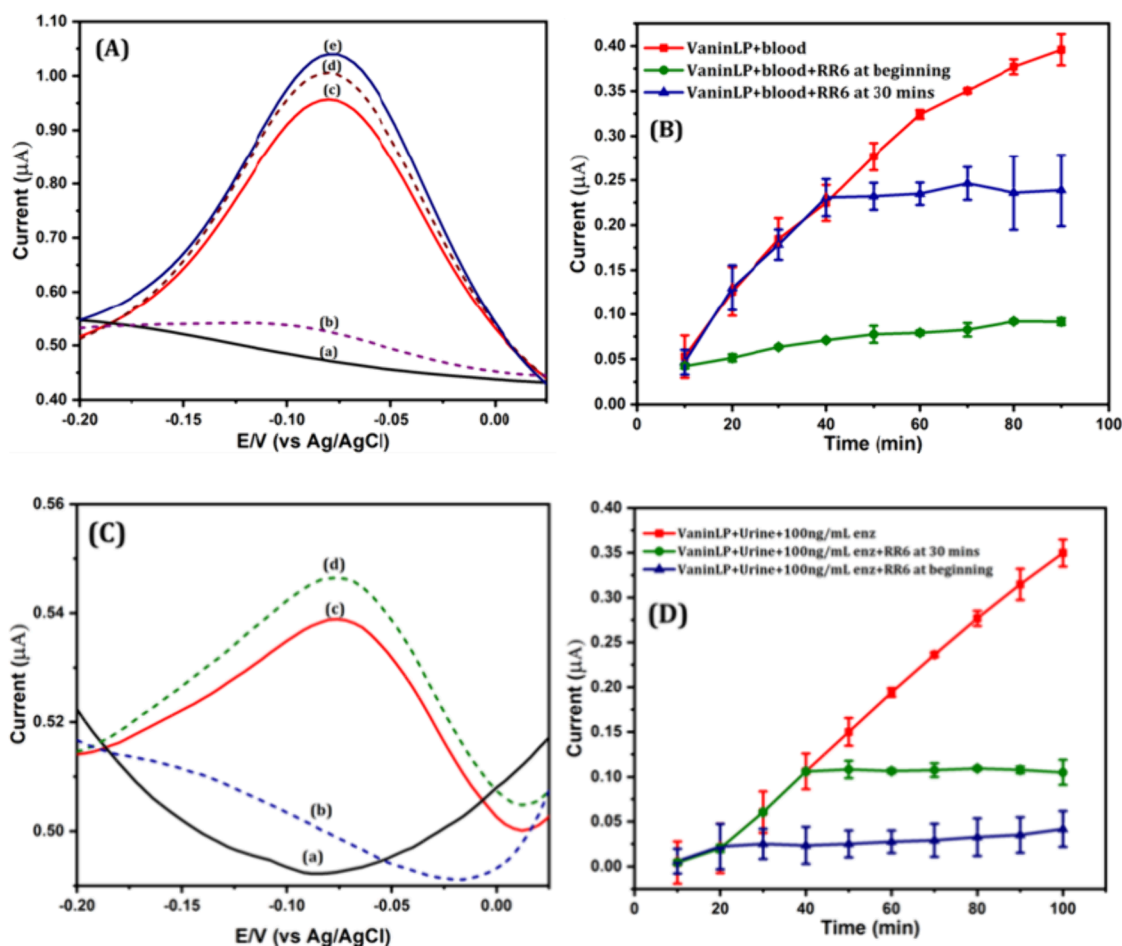 (A)
(e)
(d)
(c)
(b)
(a)
1.10
1.00
0.90
0.80
0.70
0.60
0.50
0.40
Current (μA)
-0.20 -0.15 -0.10 -0.05 0.00
E/V (vs Ag/AgCl)
(B)
VaninLP+blood
VaninLP+blood+RR6 at beginning
VaninLP+blood+RR6 at 30 mins
0.40
0.35
0.30
0.25
0.20
0.15
0.10
0.05
0.00
Current (μA)
0 20 40 60 80 100
Time (min)
(C)
(d)
(c)
(b)
(a)
0.56
0.54
0.52
0.50
Current (μA)
-0.20 -0.15 -0.10 -0.05 0.00
E/V (vs Ag/AgCl)
(D)
VaninLP+Urine+100ng/mL enz
VaninLP+Urine+100ng/mL enz+RR6 at 30 mins
VaninLP+Urine+100ng/mL enz+RR6 at beginning
0.40
0.35
0.30
0.25
0.20
0.15
0.10
0.05
0.00
Current (μA)
0 20 40 60 80 100
Time (min)